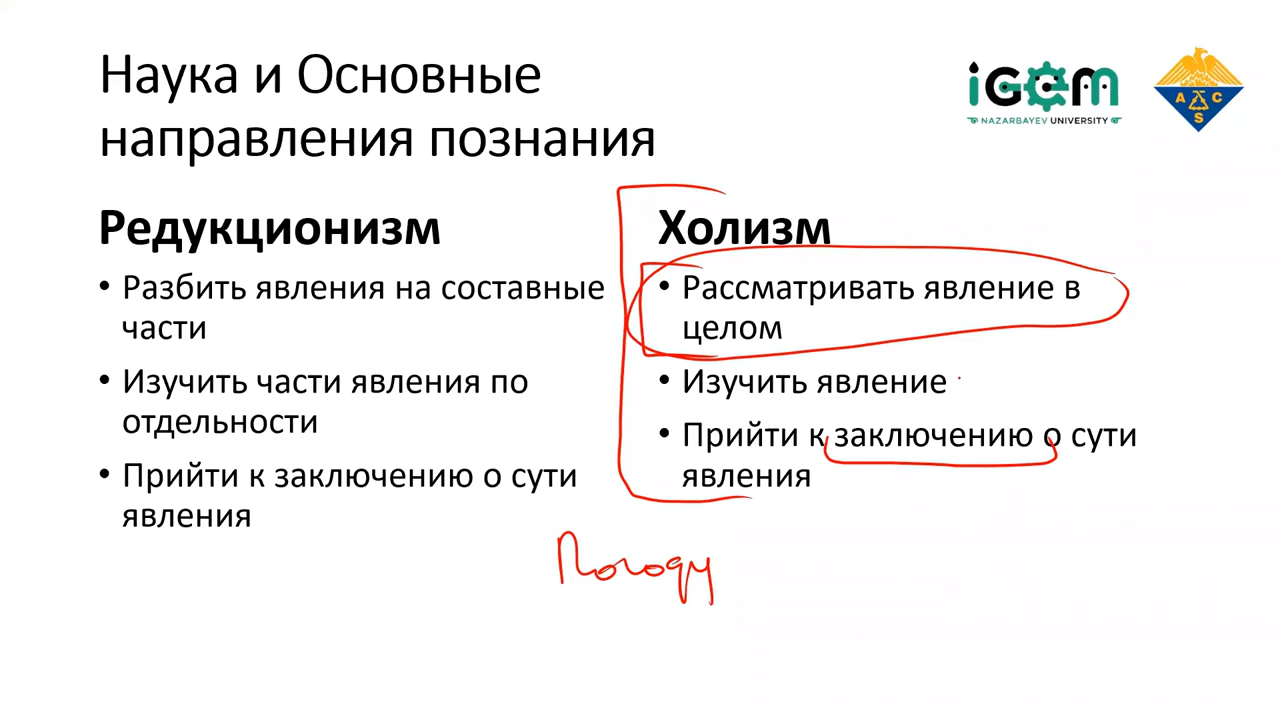 Наука и Основные
направления познания
iGem
NAZARBAYEV UNIVERSITY
A C
S
Редукционизм
• Разбить явления на составные
части
• Изучить части явления по
отдельности
• Прийти к заключению о сути
явления
Холизм
• Рассматривать явление в
целом
• Изучить явление
• Прийти к заключению о сути
явления
Погоду